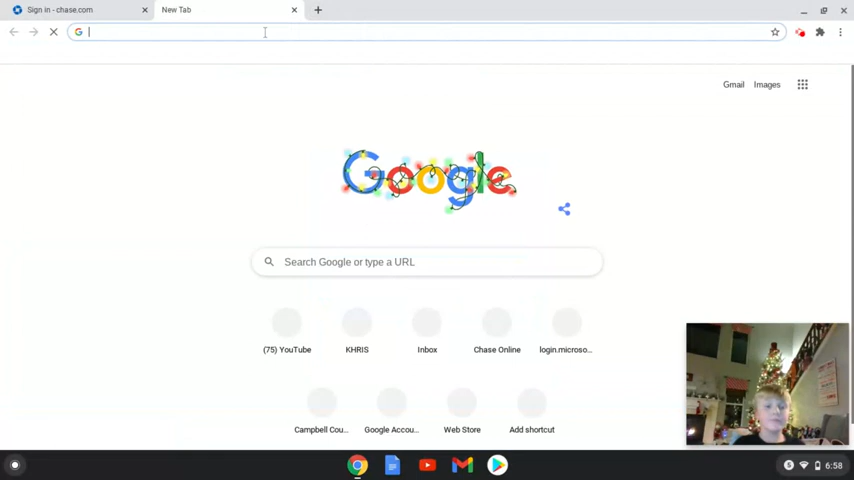 Sign in - chase.com
New Tab
Gmail
Images
Google
Search Google or type a URL
(75) YouTube
KHRIS
Inbox
Chase Online
login.microso...
Campbell Cou...
Google Accou...
Web Store
Add shortcut
6:58